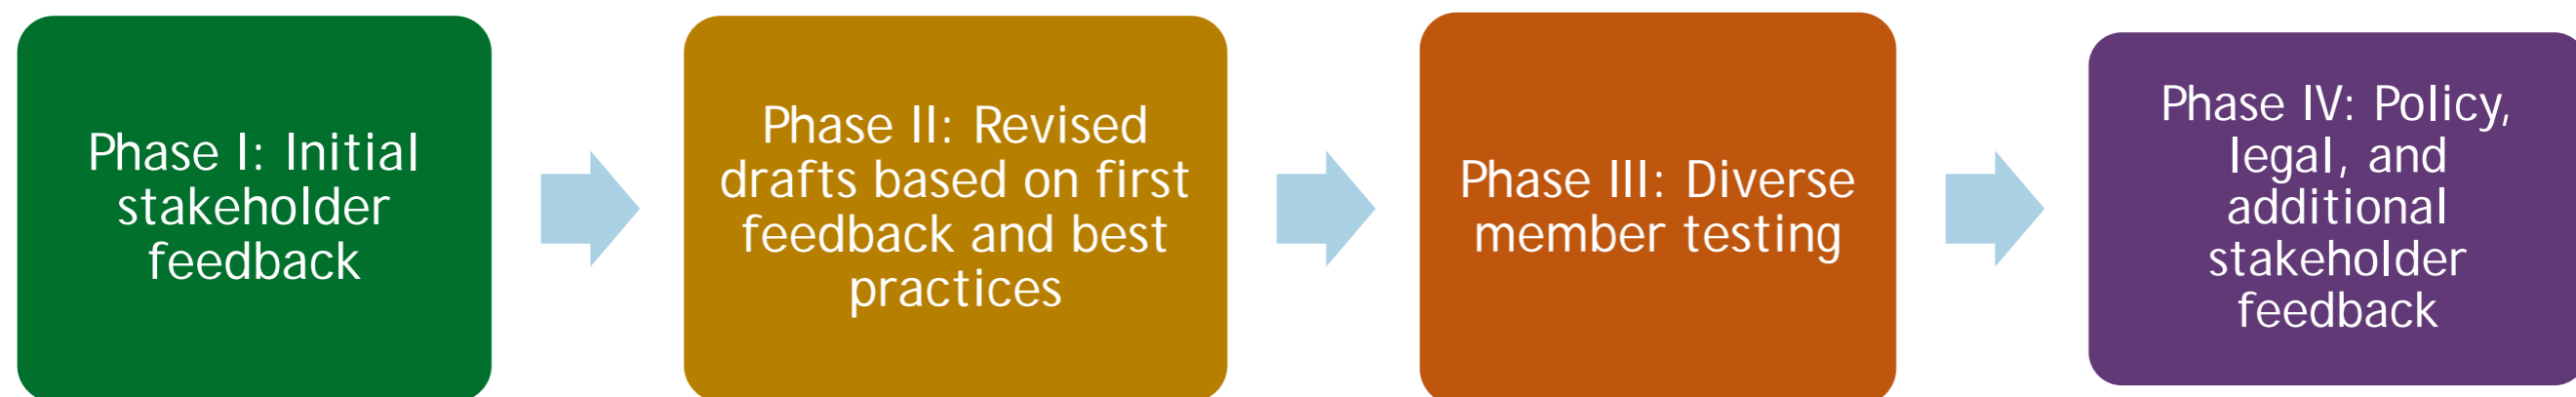 Phase I: Initial
stakeholder
feedback
Phase II: Revised
drafts based on first
feedback and best
practices
Phase III: Diverse
member testing
Phase IV: Policy,
legal, and
additional
stakeholder
feedback